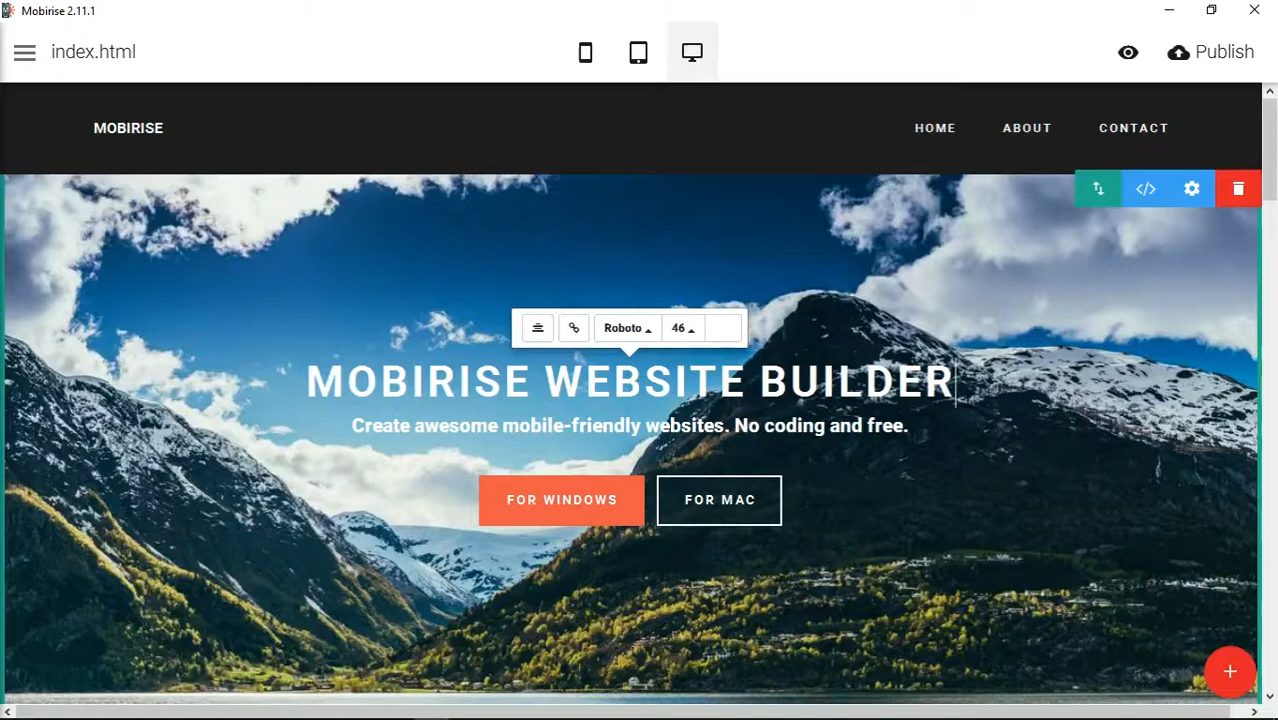 Mobirise 2.11.1
index.html
Publish
MOBIRISE
HOME ABOUT CONTACT
</>
Roboto 46
MOBIRISE WEBSITE BUILDER
Create awesome mobile-friendly websites. No coding and free.
FOR WINDOWS FOR MAC